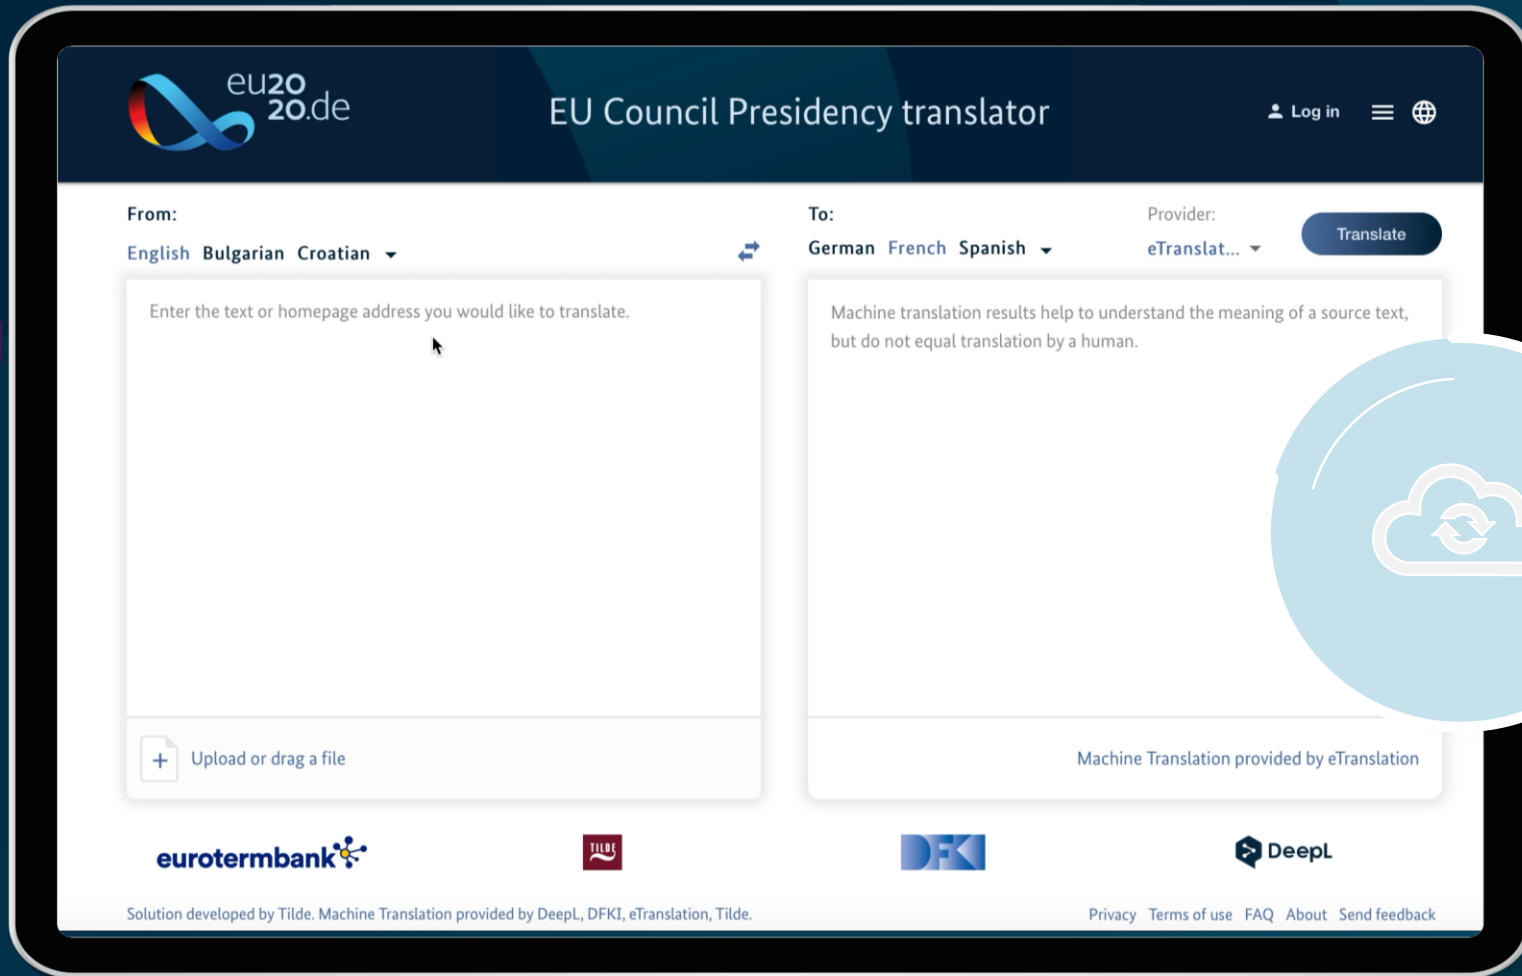 eu20
20.de
EU Council Presidency translator
Log in
From:
English Bulgarian Croatian
To:
German French Spanish
Provider:
eTranslat...
Translate
Enter the text or homepage address you would like to translate.
Machine translation results help to understand the meaning of a source text,
but do not equal translation by a human.
Upload or drag a file
Machine Translation provided by eTranslation
eurotermbank
TILDE
DFK
DeepL
Solution developed by Tilde. Machine Translation provided by DeepL, DFKI, eTranslation, Tilde.
Privacy Terms of use FAQ About Send feedback